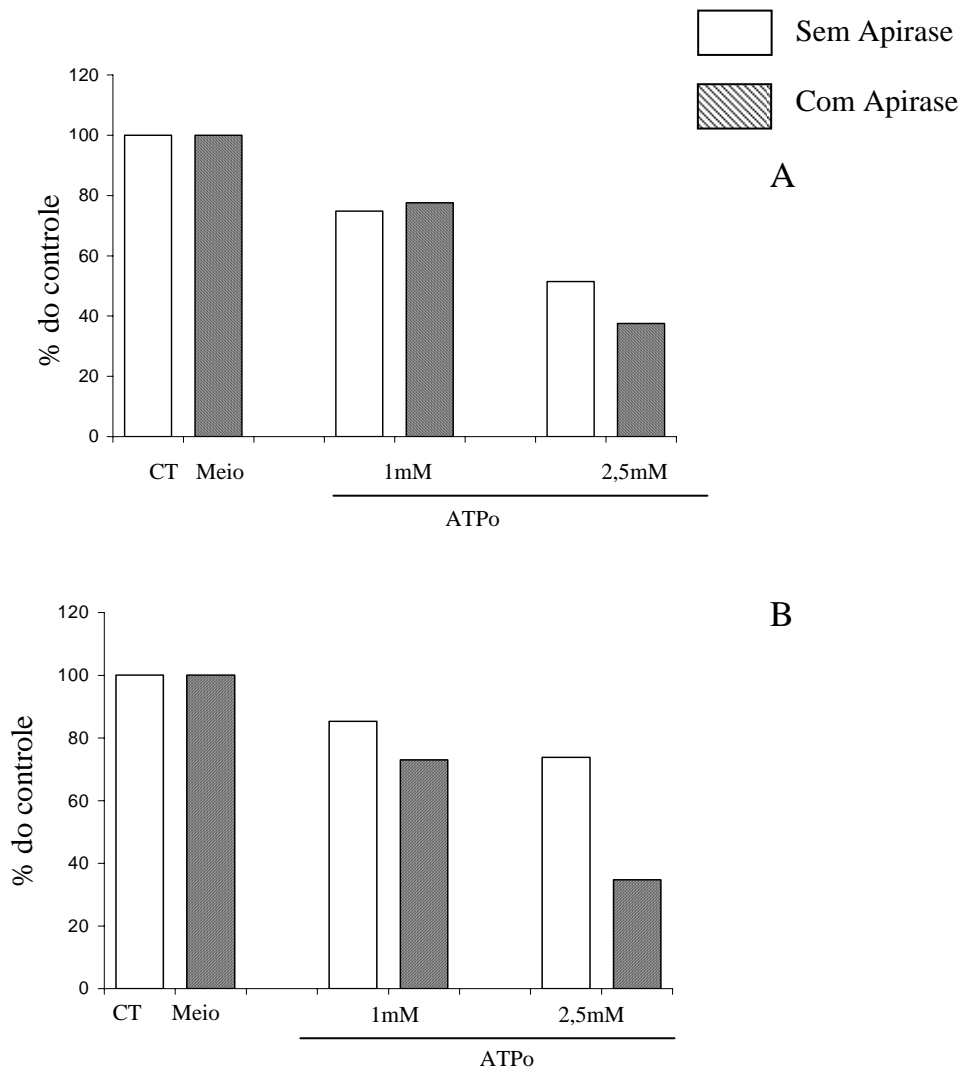 Sem Apirase
Com Apirase
A
120
100
80
60
40
20
0
% do controle
CT Meio 1mM 2,5mM
ATPo
B
120
100
80
60
40
20
0
% do controle
CT Meio 1mM 2,5mM
ATPo